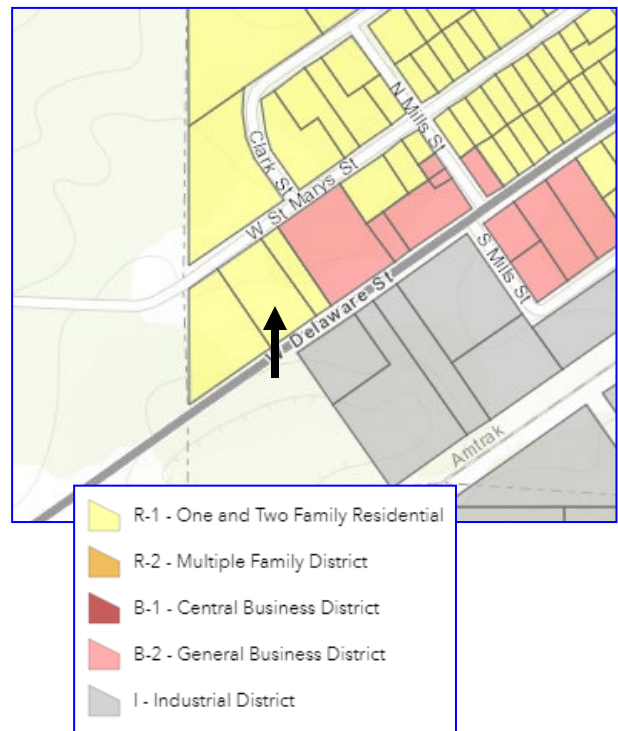 N Mills St
Clark St
W St Marys St
S Mills St
W Delaware St
Amtrak
R-1 - One and Two Family Residential
R-2 - Multiple Family District
B-1 - Central Business District
B-2 - General Business District
I - Industrial District